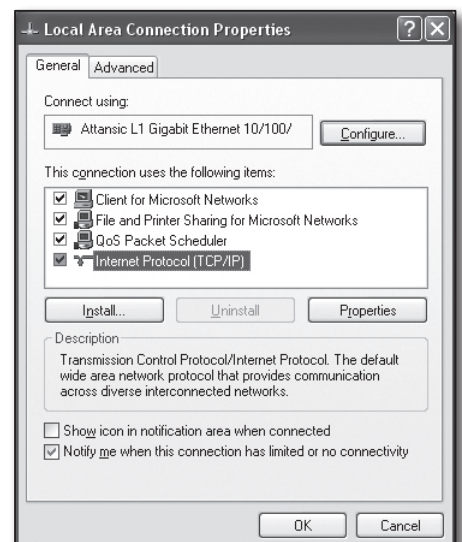 Local Area Connection Properties
General
Advanced
Connect using:
Attansic L1 Gigabit Ethernet 10/100/
Configure...
This connection uses the following items:
Client for Microsoft Networks
File and Printer Sharing for Microsoft Networks
QoS Packet Scheduler
Internet Protocol (TCP/IP)
Install...
Uninstall
Properties
Description
Transmission Control Protocol/Internet Protocol. The default
wide area network protocol that provides communication
across diverse interconnected networks.
Show icon in notification area when connected
Notify me when this connection has limited or no connectivity
OK
Cancel